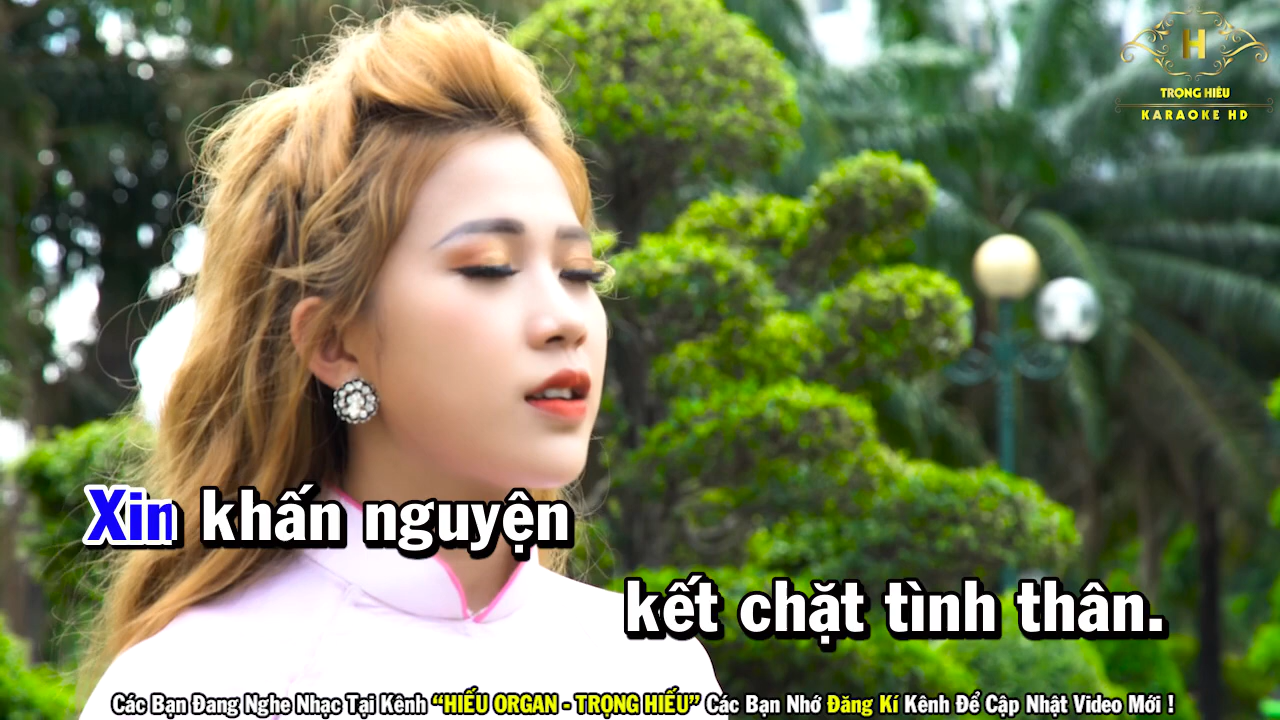 H
TRỌNG HIẾU
KARAOKE HD
Xin khấn nguyện
kết chặt tình thân.
Các Bạn Đang Nghe Nhạc Tại Kênh “HIẾU ORGAN - TRỌNG HIẾU” Các Bạn Nhớ Đăng Kí Kênh Để Cập Nhật Video Mới !